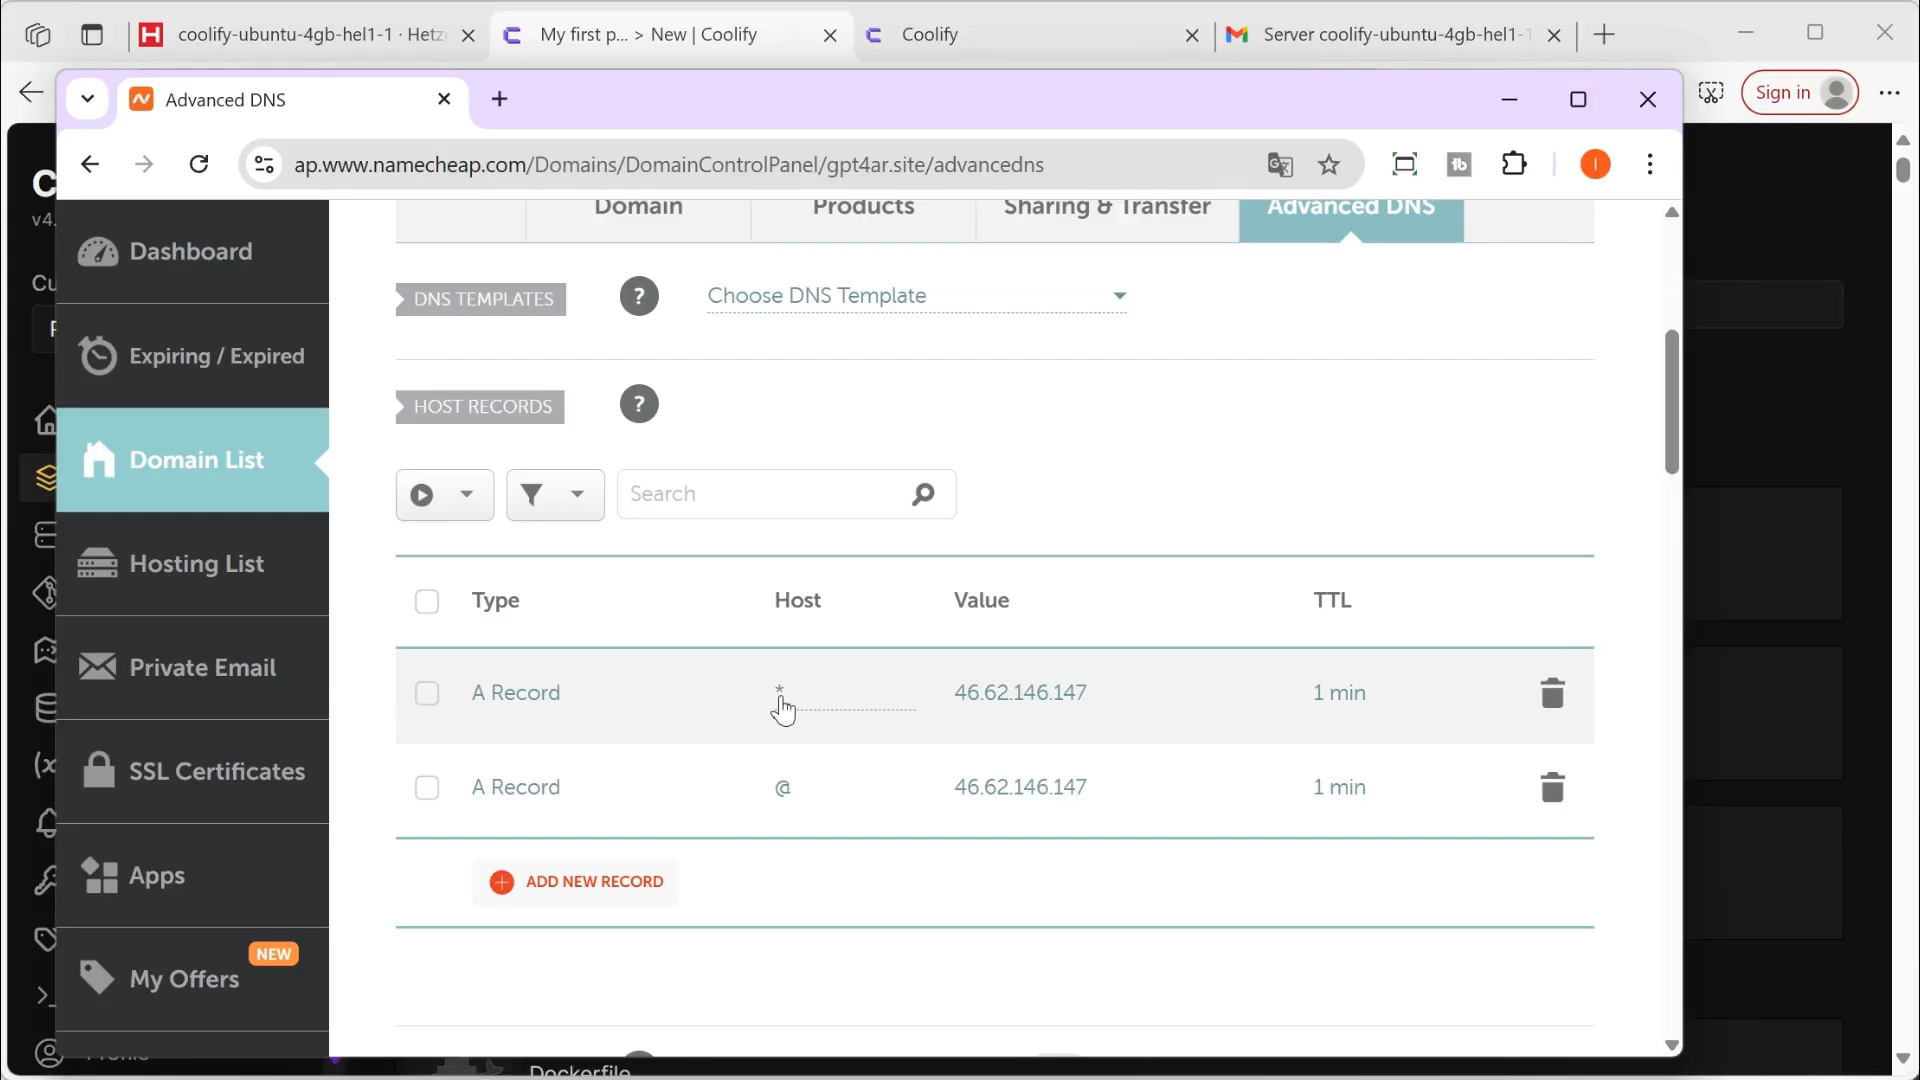 coolify-ubuntu-4gb-hel1-1 · Hetz
My first p... > New | Coolify
Coolify
Server coolify-ubuntu-4gb-hel1-1
Advanced DNS
Sign in
ap.www.namecheap.com/Domains/DomainControlPanel/gpt4ar.site/advancedns
C
v4.
Cu
Domain
Products
Sharing & Transfer
Advanced DNS
Dashboard
DNS TEMPLATES
?
Choose DNS Template
Expiring / Expired
HOST RECORDS
?
Domain List
Search
Hosting List
Type
Host
Value
TTL
Private Email
A Record
*
46.62.146.147
1 min
SSL Certificates
A Record
@
46.62.146.147
1 min
Apps
ADD NEW RECORD
NEW
My Offers
Profile
Dockerfile